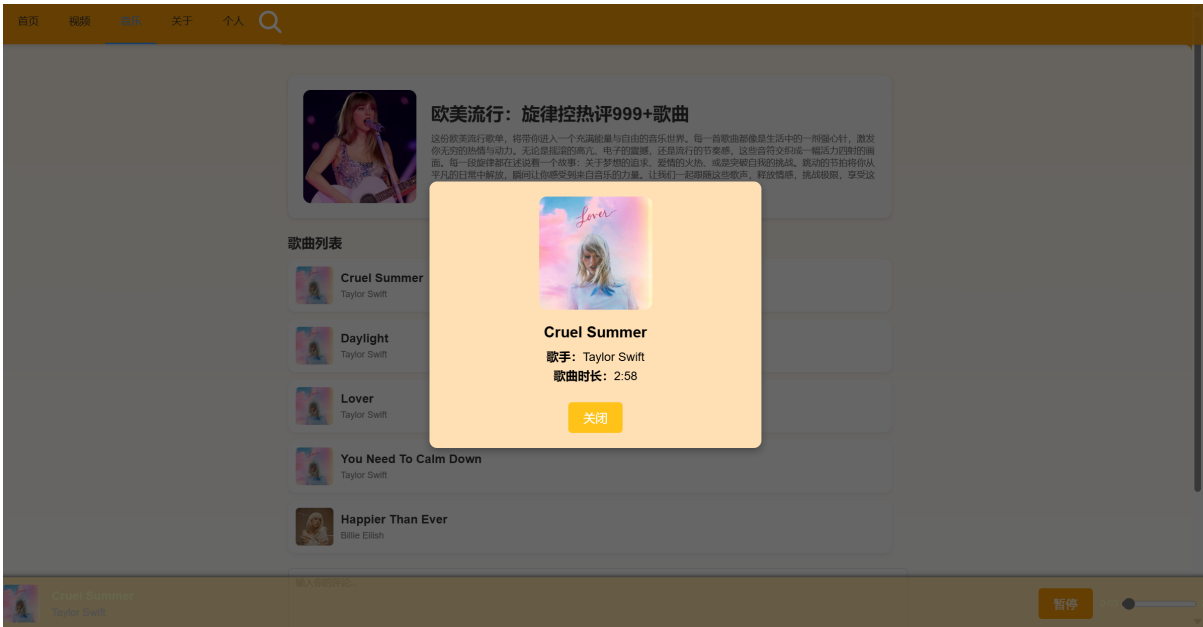 首页 视频 音乐 关于 个人
欧美流行：旋律控热评999+歌曲
这份欧美流行歌单，将带你进入一个充满能量与自由的音乐世界。每一首歌曲都像是生活中的一剂强心针，激发
你无穷的热情与动力。无论是摇滚的高亢、电子的震撼，还是流行的节奏感，这些音符交织成一幅活力四射的画
面。每一段旋律都在述说着一个故事：关于梦想的追求、爱情的火热，或是突破自我的挑战。跳动的节拍将你从
平凡的日常中解放，瞬间让你感受到来自音乐的力量。让我们一起跟随这些歌声，释放情感，挑战极限，享受这
Lover
Cruel Summer
歌手：Taylor Swift
歌曲时长：2:58
关闭
歌曲列表
Cruel Summer
Taylor Swift
Daylight
Taylor Swift
Lover
Taylor Swift
You Need To Calm Down
Taylor Swift
Happier Than Ever
Billie Eilish
Cruel Summer
Taylor Swift
暂停